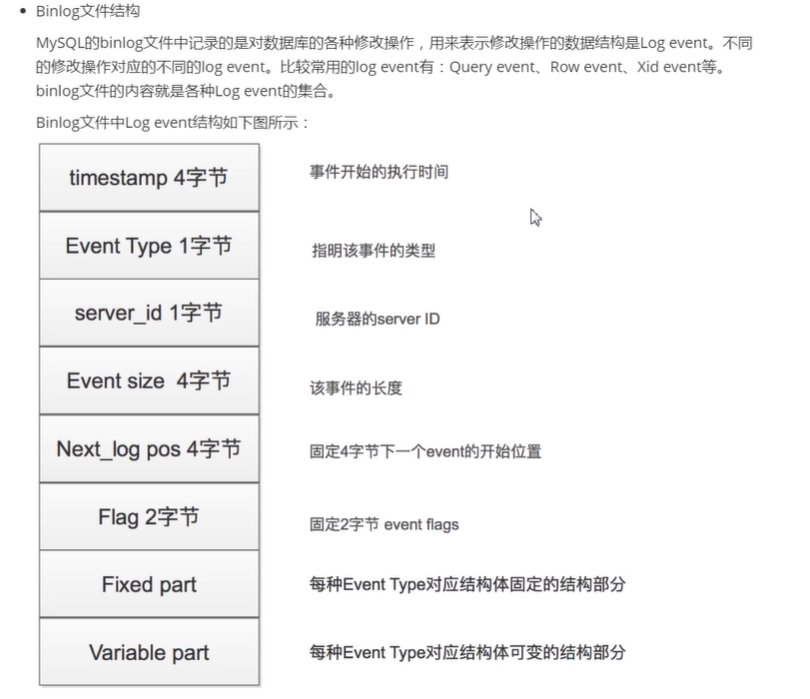 Binlog文件结构
MySQL的binlog文件中记录的是对数据库的各种修改操作，用来表示修改操作的数据结构是Log event。不同
的修改操作对应的不同的log event。比较常用的log event有：Query event、Row event、Xid event等。
binlog文件的内容就是各种Log event的集合。
Binlog文件中Log event结构如下图所示：
timestamp 4字节 事件开始的执行时间
Event Type 1字节 指明该事件的类型
server_id 1字节 服务器的server ID
Event size 4字节 该事件的长度
Next_log pos 4字节 固定4字节下一个event的开始位置
Flag 2字节 固定2字节 event flags
Fixed part 每种Event Type对应结构体固定的结构部分
Variable part 每种Event Type对应结构体可变的结构部分